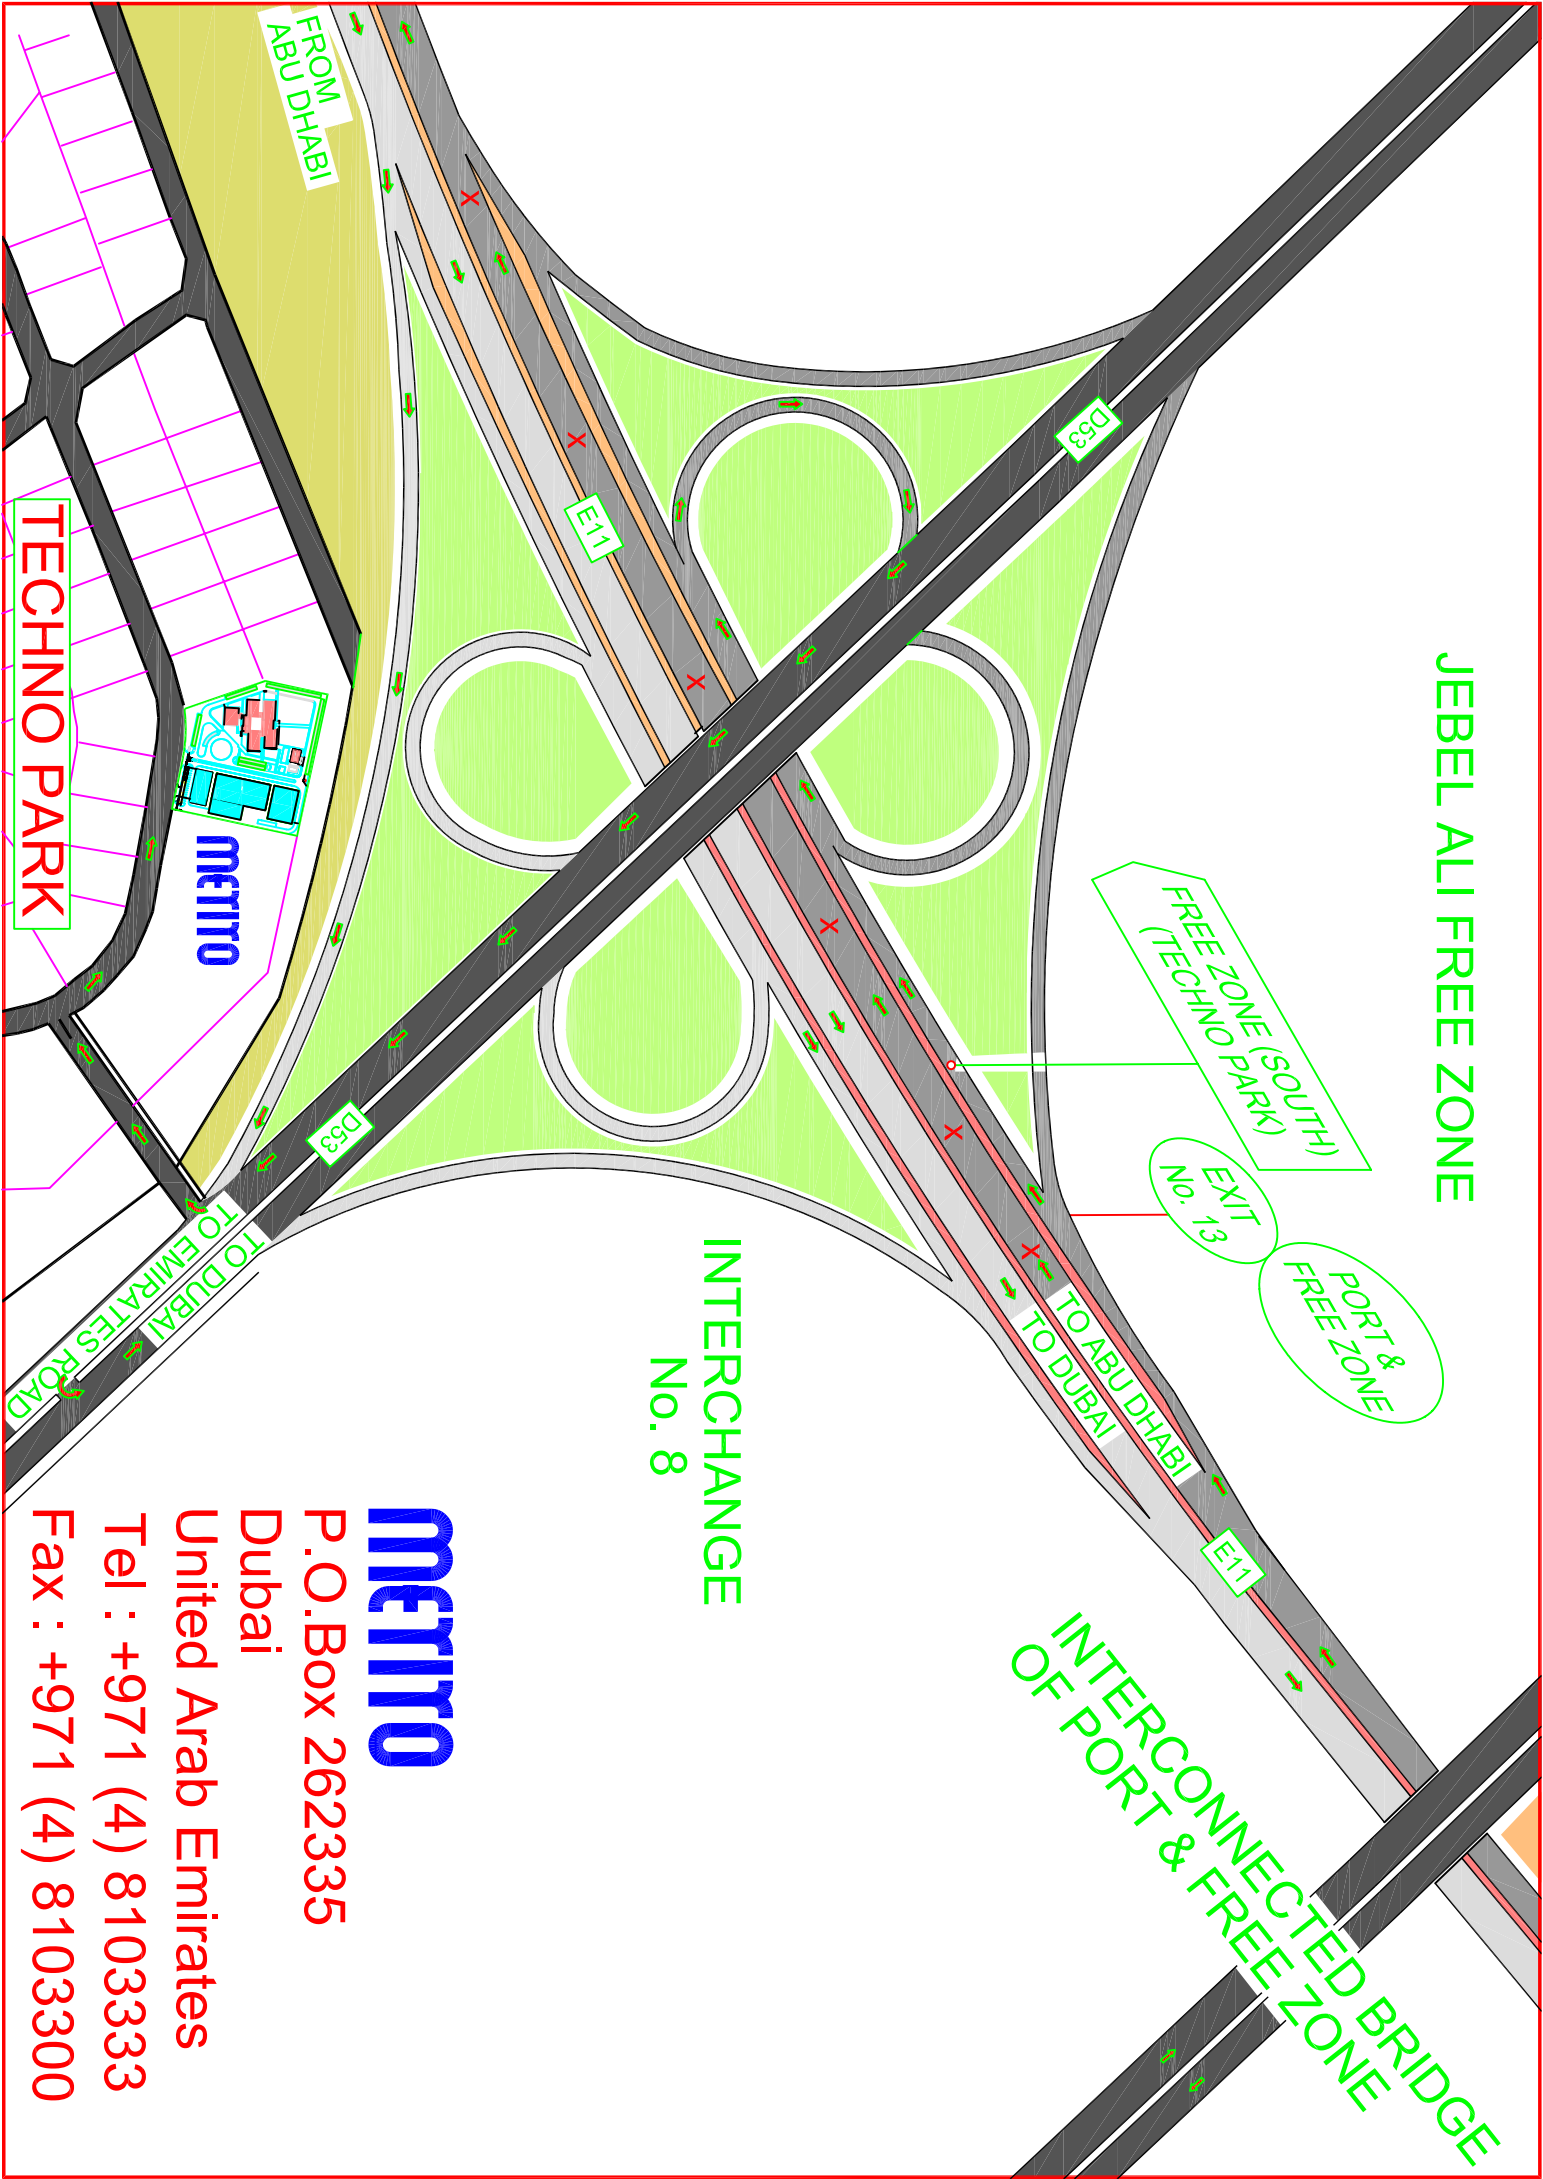 JEBEL ALI FREE ZONE
FREE ZONE (SOUTH)
(TECHNO PARK)
EXIT
No. 13
PORT &
FREE ZONE
D53
E11
FROM
ABU DHABI
TO ABU DHABI
TO DUBAI
E11
INTERCONNECTED BRIDGE
OF PORT & FREE ZONE
INTERCHANGE
No. 8
D53
TO DUBAI
TO EMIRATES ROAD
TECHNO PARK
METITO
METITO
P.O.Box 262335
Dubai
United Arab Emirates
Tel : +971 (4) 8103333
Fax : +971 (4) 8103300
X
X
X
X
X
X